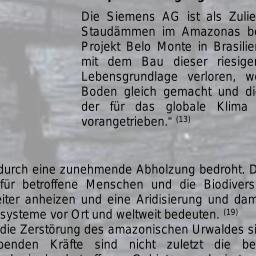 Die Siemens AG ist als Zulie
Staudämmen im Amazonas be
Projekt Belo Monte in Brasilien
mit dem Bau dieser riesiger
Lebensgrundlage verloren, we
Boden gleich gemacht und di
der für das globale Klima
vorangetrieben." (13)
durch eine zunehmende Abholzung bedroht. D
für betroffene Menschen und die Biodivers
eiter anheizen und eine Aridisierung und dam
systeme vor Ort und weltweit bedeuten. (19)
die Zerstörung des amazonischen Urwaldes si
benden Kräfte sind nicht zuletzt die be